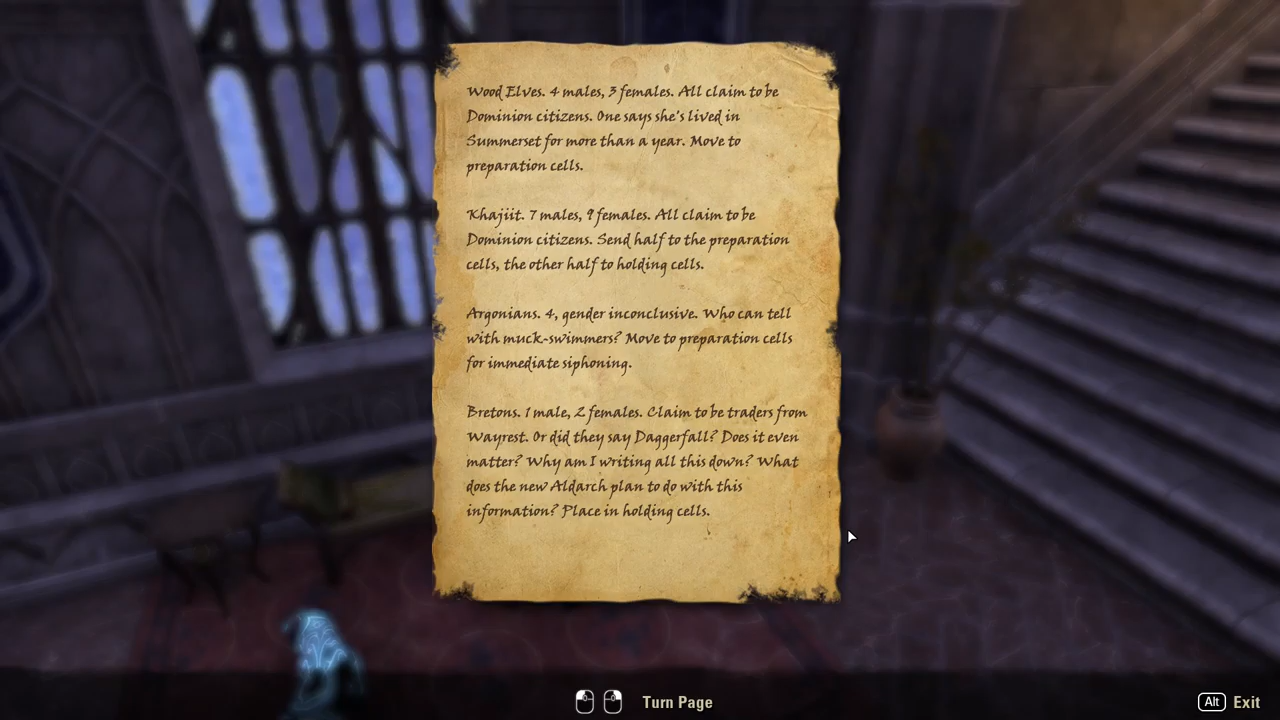 Wood Elves. 4 males, 3 females. All claim to be
Dominion citizens. One says she's lived in
Summerset for more than a year. Move to
preparation cells.
Khajiit. 7 males, 9 females. All claim to be
Dominion citizens. Send half to the preparation
cells, the other half to holding cells.
Argonians. 4, gender inconclusive. Who can tell
with muck-swimmers? Move to preparation cells
for immediate siphoning.
Bretons. 1 male, 2 females. Claim to be traders from
Wayrest. Or did they say Daggerfall? Does it even
matter? Why am I writing all this down? What
does the new Aldarch plan to do with this
information? Place in holding cells.
Turn Page
Alt Exit